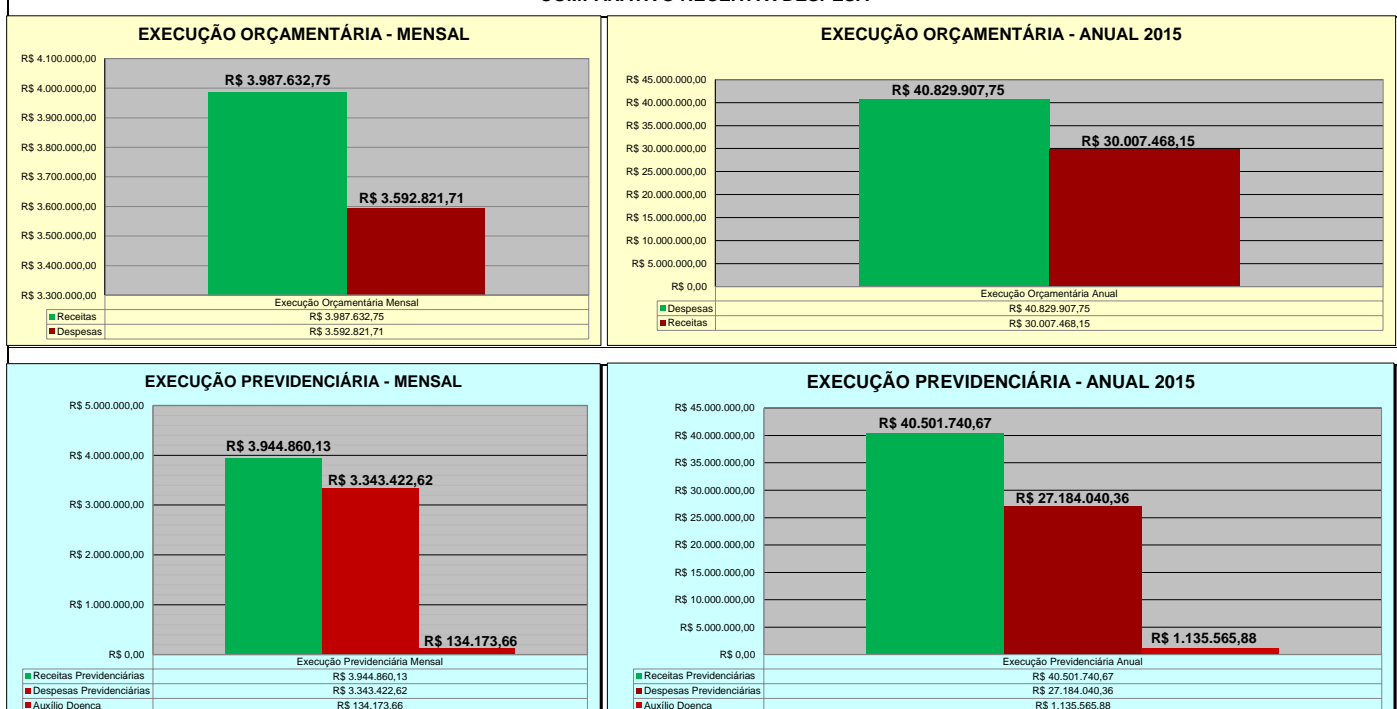 EXECUÇÃO ORÇAMENTÁRIA - MENSAL
R$ 4.100.000,00
R$ 4.000.000,00
R$ 3.900.000,00
R$ 3.800.000,00
R$ 3.700.000,00
R$ 3.600.000,00
R$ 3.500.000,00
R$ 3.400.000,00
R$ 3.300.000,00
R$ 3.987.632,75
R$ 3.592.821,71
Execução Orçamentária Mensal
Receitas R$ 3.987.632,75
Despesas R$ 3.592.821,71
EXECUÇÃO ORÇAMENTÁRIA - ANUAL 2015
R$ 45.000.000,00
R$ 40.000.000,00
R$ 35.000.000,00
R$ 30.000.000,00
R$ 25.000.000,00
R$ 20.000.000,00
R$ 15.000.000,00
R$ 10.000.000,00
R$ 5.000.000,00
R$ 0,00
R$ 40.829.907,75
R$ 30.007.468,15
Execução Orçamentária Anual
Despesas R$ 40.829.907,75
Receitas R$ 30.007.468,15
EXECUÇÃO PREVIDENCIÁRIA - MENSAL
R$ 5.000.000,00
R$ 4.000.000,00
R$ 3.000.000,00
R$ 2.000.000,00
R$ 1.000.000,00
R$ 0,00
R$ 3.944.860,13
R$ 3.343.422,62
R$ 134.173,66
Execução Previdenciária Mensal
Receitas Previdenciárias R$ 3.944.860,13
Despesas Previdenciárias R$ 3.343.422,62
Auxílio Doença R$ 134.173,66
EXECUÇÃO PREVIDENCIÁRIA - ANUAL 2015
R$ 45.000.000,00
R$ 40.000.000,00
R$ 35.000.000,00
R$ 30.000.000,00
R$ 25.000.000,00
R$ 20.000.000,00
R$ 15.000.000,00
R$ 10.000.000,00
R$ 5.000.000,00
R$ 0,00
R$ 40.501.740,67
R$ 27.184.040,36
R$ 1.135.565,88
Execução Previdenciária Anual
Receitas Previdenciárias R$ 40.501.740,67
Despesas Previdenciárias R$ 27.184.040,36
Auxílio Doença R$ 1.135.565,88